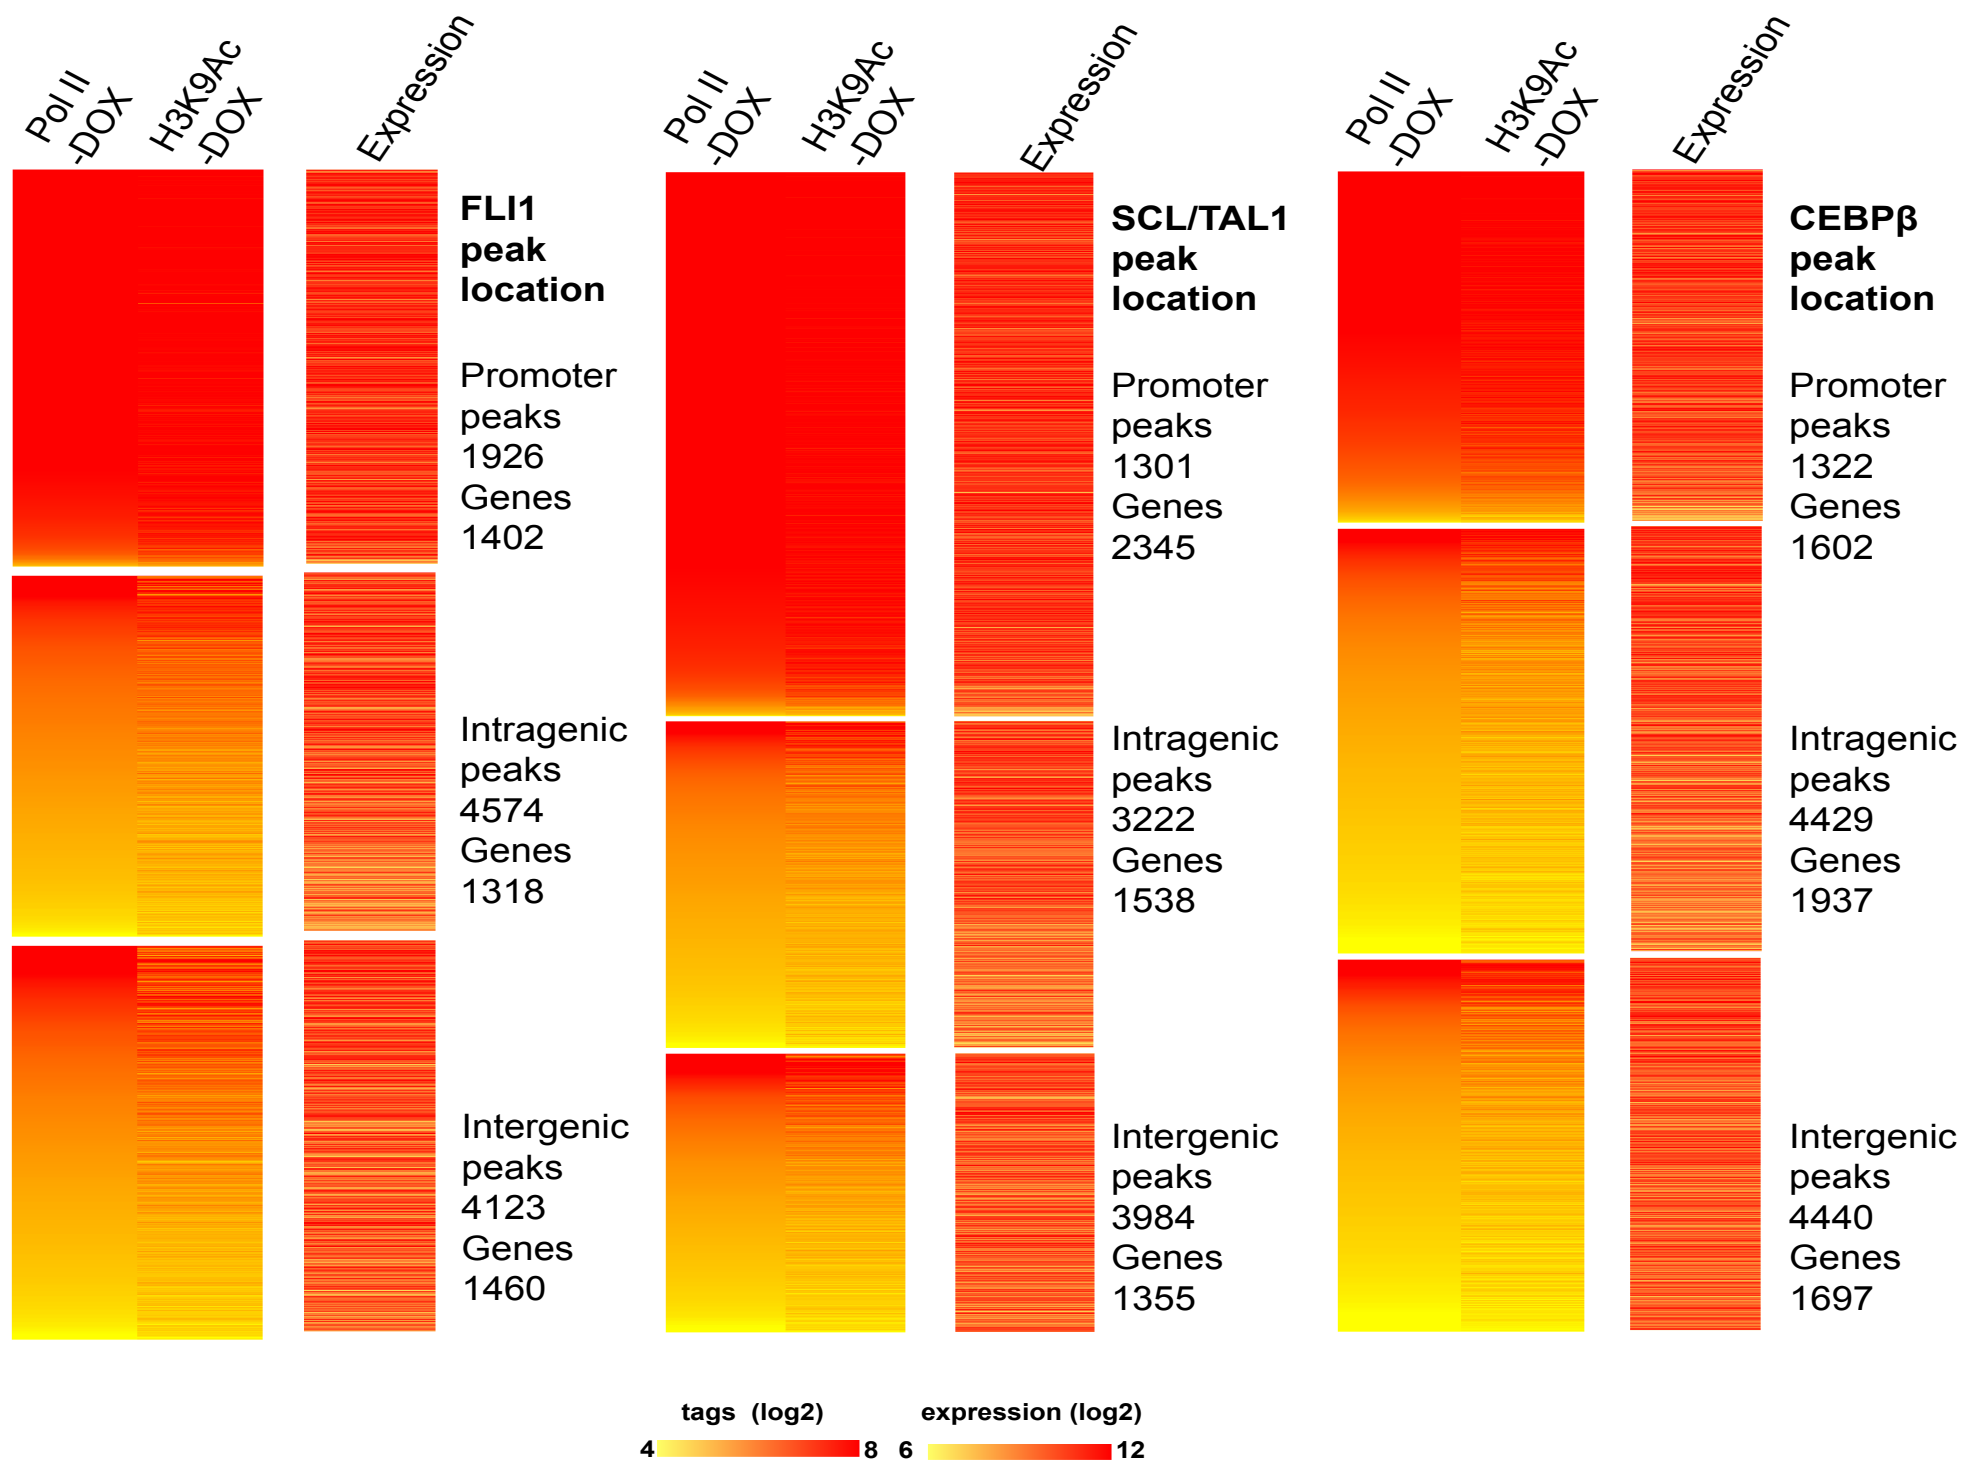 Pol II
-DOX
H3K9Ac
-DOX
Expression
FLI1
peak
location
Promoter
peaks
1926
Genes
1402
Intragenic
peaks
4574
Genes
1318
Intergenic
peaks
4123
Genes
1460
Pol II
-DOX
H3K9Ac
-DOX
Expression
SCL/TAL1
peak
location
Promoter
peaks
1301
Genes
2345
Intragenic
peaks
3222
Genes
1538
Intergenic
peaks
3984
Genes
1355
Pol II
-DOX
H3K9Ac
-DOX
Expression
CEBPβ
peak
location
Promoter
peaks
1322
Genes
1602
Intragenic
peaks
4429
Genes
1937
Intergenic
peaks
4440
Genes
1697
tags (log2)
4 8
expression (log2)
6 12